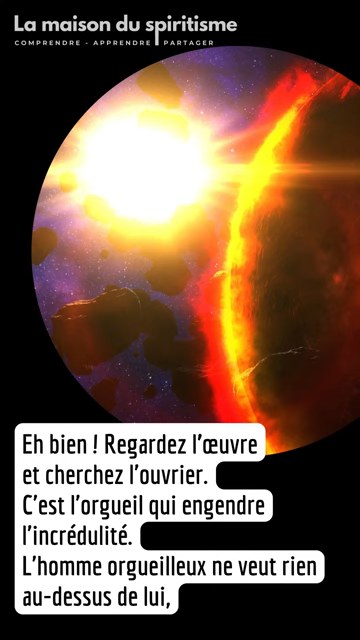 La maison du spiritisme
COMPRENDRE - APPRENDRE PARTAGER
Eh bien ! Regardez l'œuvre
et cherchez l'ouvrier.
C'est l'orgueil qui engendre
l'incrédulité.
L'homme orgueilleux ne veut rien
au-dessus de lui,